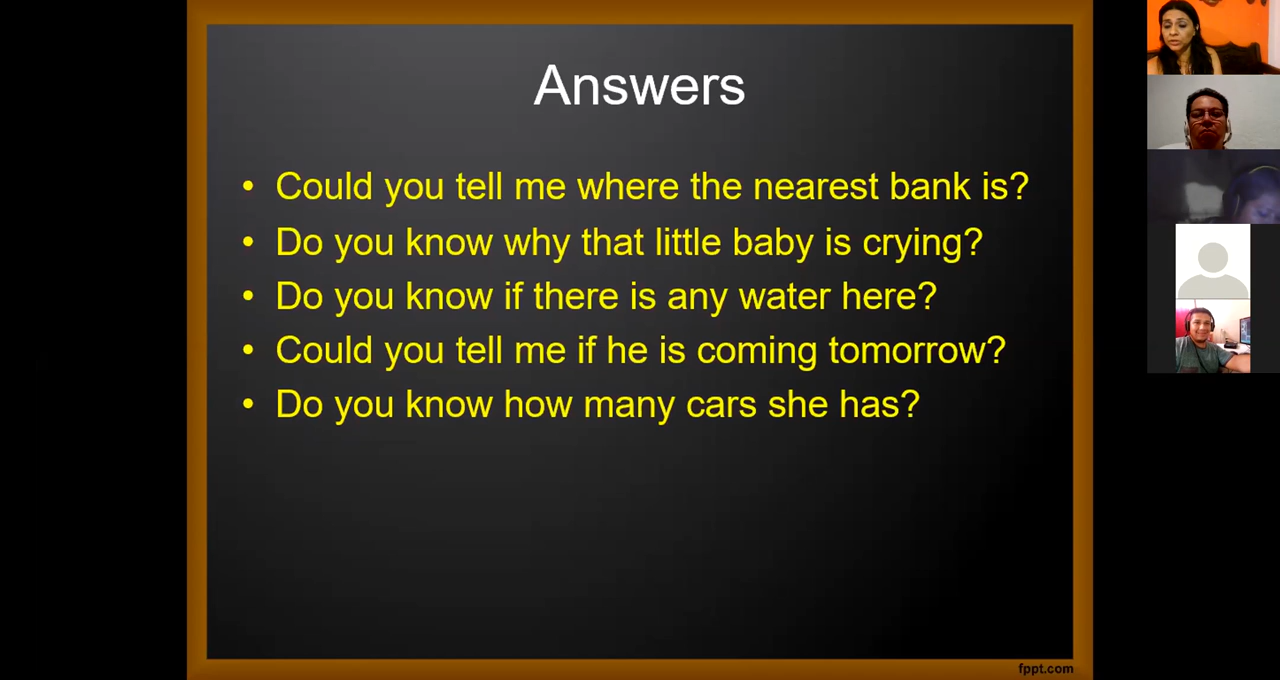 Answers
• Could you tell me where the nearest bank is?
• Do you know why that little baby is crying?
• Do you know if there is any water here?
• Could you tell me if he is coming tomorrow?
• Do you know how many cars she has?
fppt.com